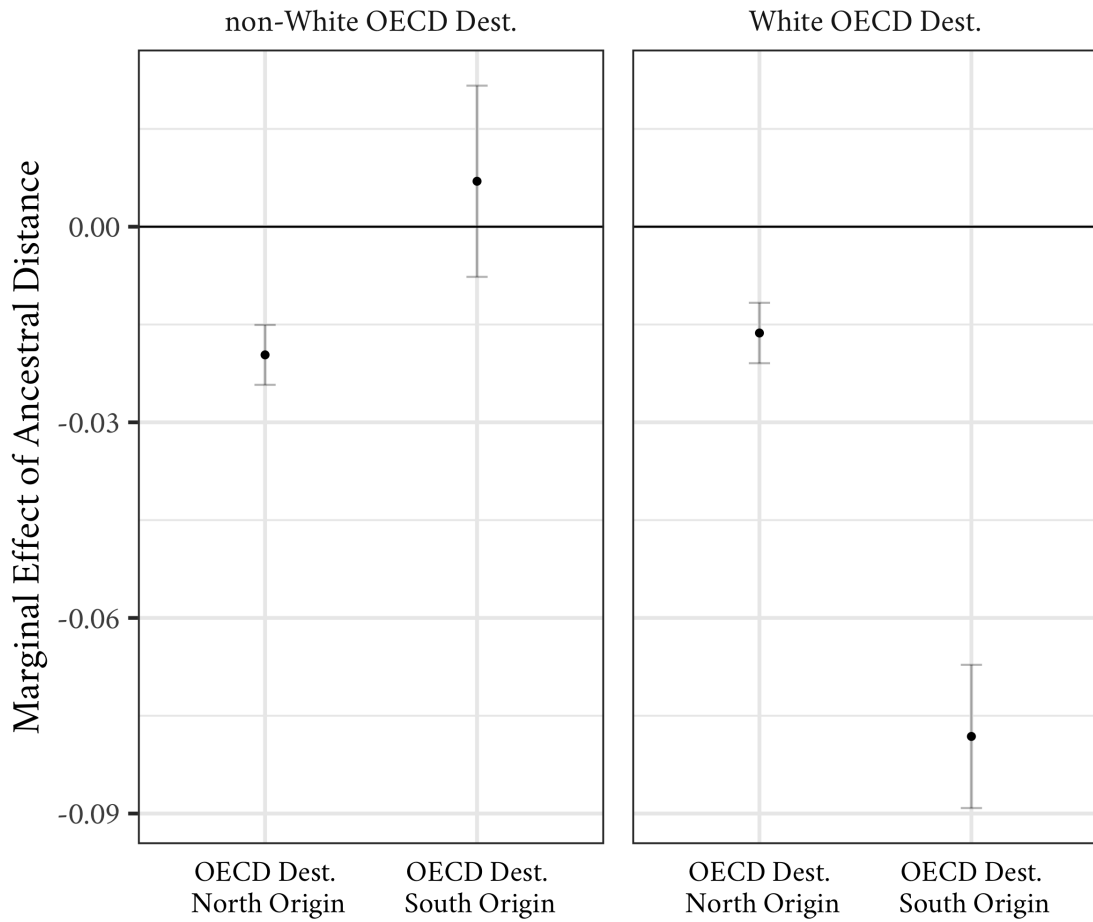 non-White OECD Dest.
White OECD Dest.
Marginal Effect of Ancestral Distance
0.00
-0.03
-0.06
-0.09
OECD Dest.
North Origin
OECD Dest.
South Origin
OECD Dest.
North Origin
OECD Dest.
South Origin